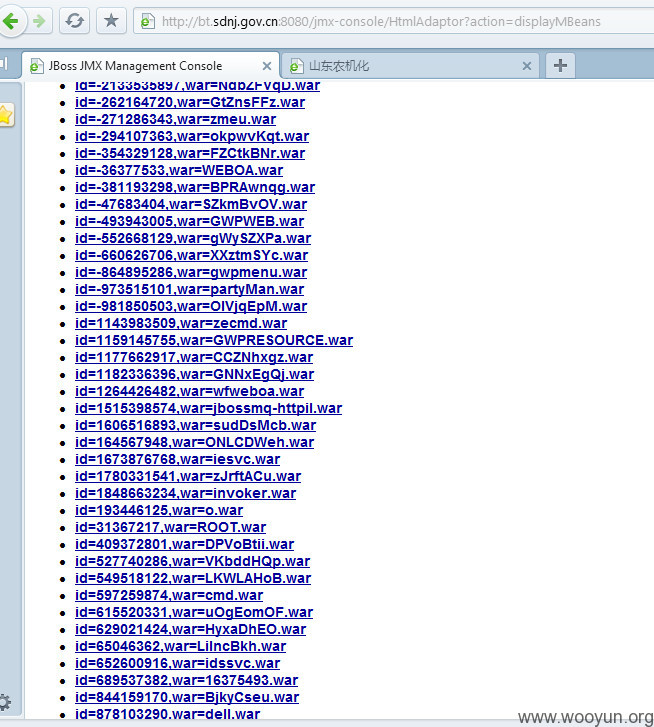 http://bt.sdnj.gov.cn:8080/jmx-console/HtmlAdaptor?action=displayMBeans
JBoss JMX Management Console
山东农机化
id=-2133535897,war=NdbZFVqD.war
id=-262164720,war=GtZnsFFz.war
id=-271286343,war=zmeu.war
id=-294107363,war=okpwvKqt.war
id=-354329128,war=FZCtkBNr.war
id=-36377533,war=WEBOA.war
id=-381193298,war=BPRAwnqg.war
id=-47683404,war=SZkmBvOV.war
id=-493943005,war=GWPWEB.war
id=-552668129,war=gWySZXPa.war
id=-660626706,war=XXztmSYc.war
id=-864895286,war=gwpmenu.war
id=-973515101,war=partyMan.war
id=-981850503,war=OlVjqEpM.war
id=1143983509,war=zecmd.war
id=1159145755,war=GWPRESOURCE.war
id=1177662917,war=CCZNhxgz.war
id=1182336396,war=GNNxEgQj.war
id=1264426482,war=wfweboa.war
id=1515398574,war=jbossmq-httpil.war
id=1606516893,war=sudDsMcb.war
id=164567948,war=ONLCDWeh.war
id=1673876768,war=iesvc.war
id=1780331541,war=zJrftACu.war
id=1848663234,war=invoker.war
id=193446125,war=o.war
id=31367217,war=ROOT.war
id=409372801,war=DPVoBtii.war
id=527740286,war=VKbddHQp.war
id=549518122,war=LKWLAHoB.war
id=597259874,war=cmd.war
id=615520331,war=uOgEomOF.war
id=629021424,war=HyxaDhEO.war
id=65046362,war=LilncBkh.war
id=652600916,war=idssvc.war
id=689537382,war=16375493.war
id=844159170,war=BjkyCseu.war
id=878103290,war=dell.war
www.wooyun.org